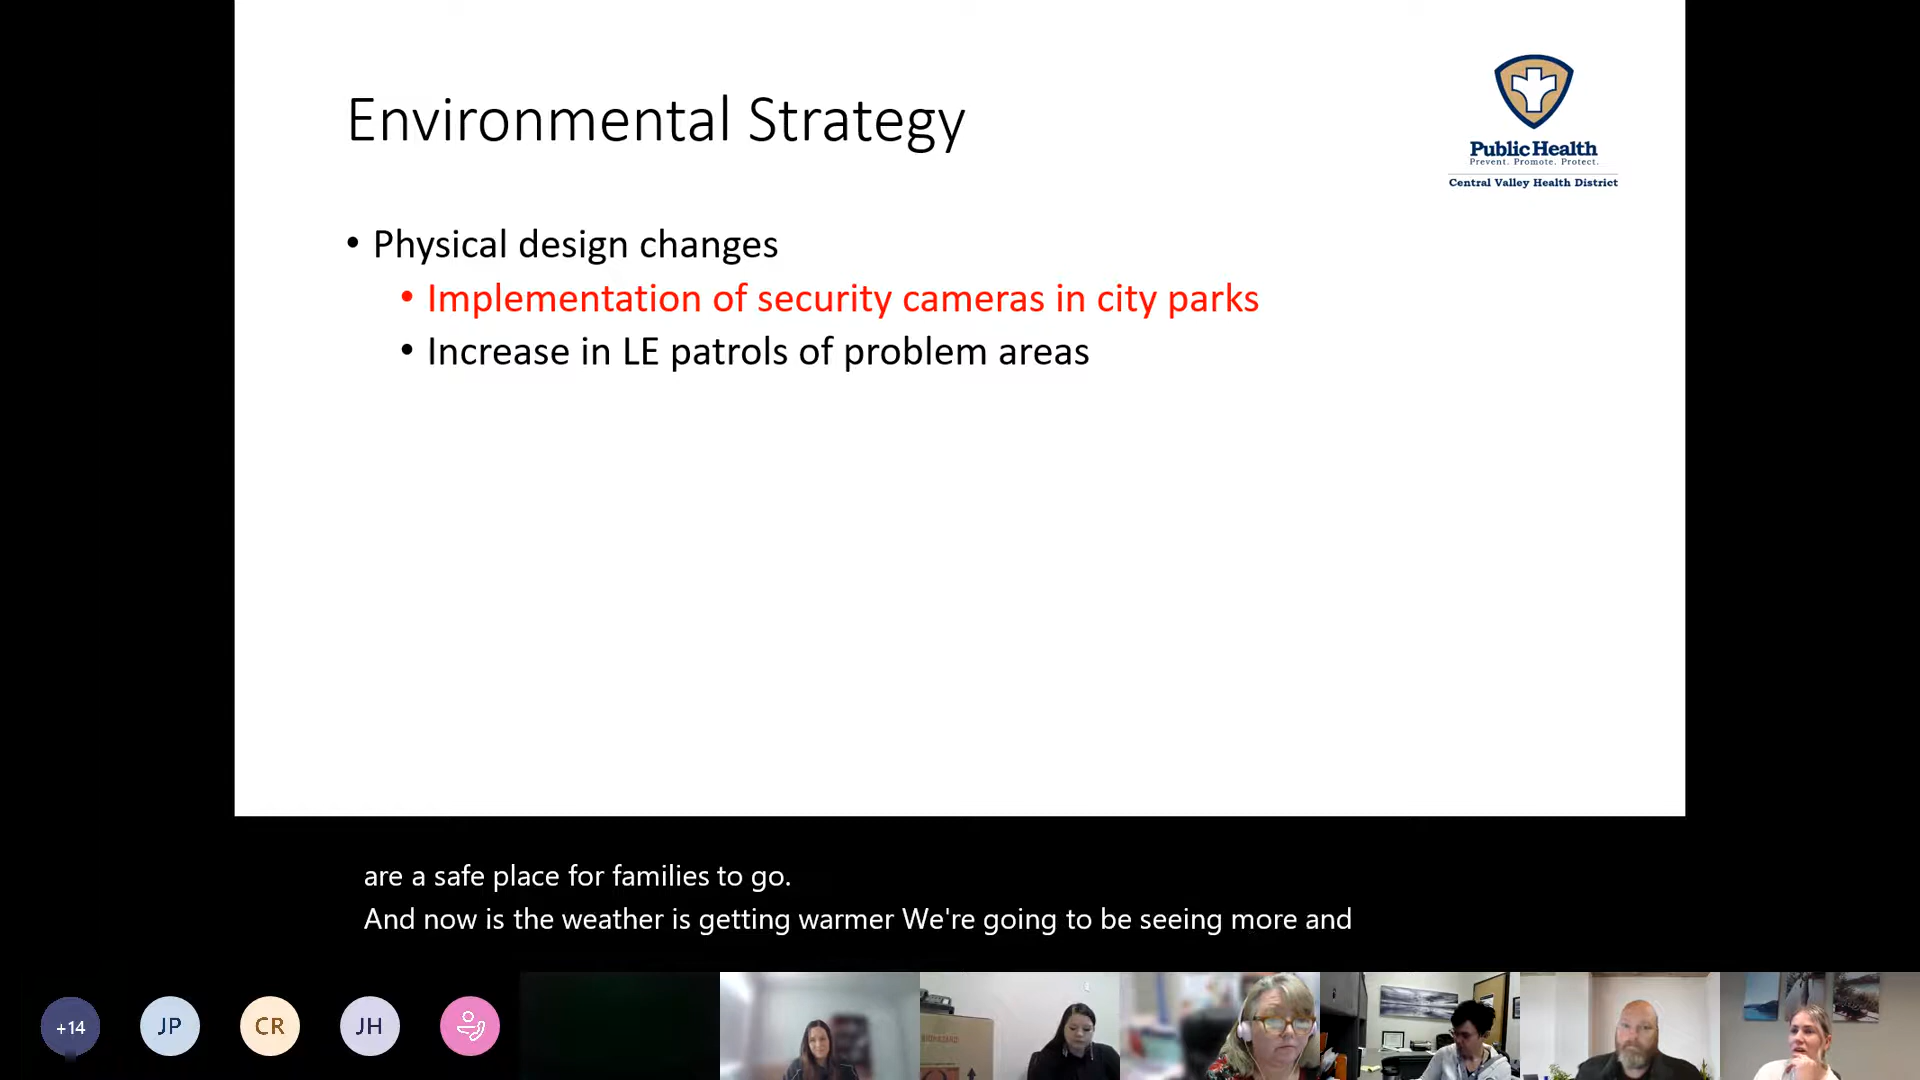 Environmental Strategy
Public Health
Prevent. Promote. Protect.
Central Valley Health District
• Physical design changes
• Implementation of security cameras in city parks
• Increase in LE patrols of problem areas
are a safe place for families to go.
And now is the weather is getting warmer We're going to be seeing more and
+14
JP
CR
JH